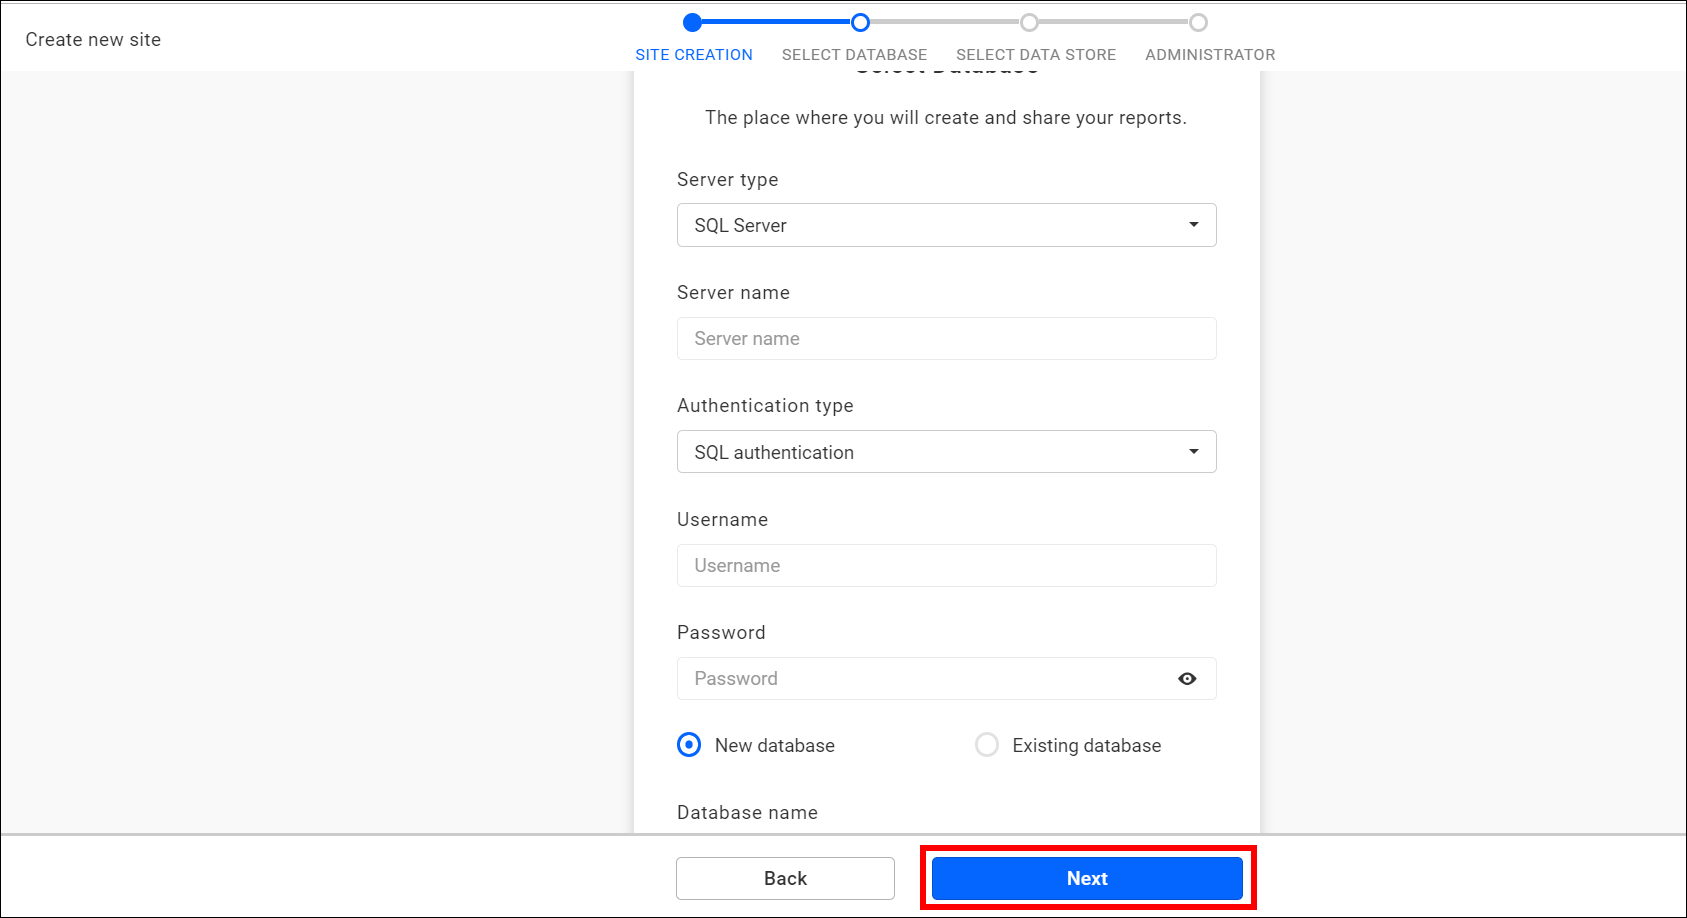 Create new site
SITE CREATION SELECT DATABASE SELECT DATA STORE ADMINISTRATOR
Select Database
The place where you will create and share your reports.
Server type
SQL Server
Server name
Server name
Authentication type
SQL authentication
Username
Username
Password
Password
New database Existing database
Database name
Back Next